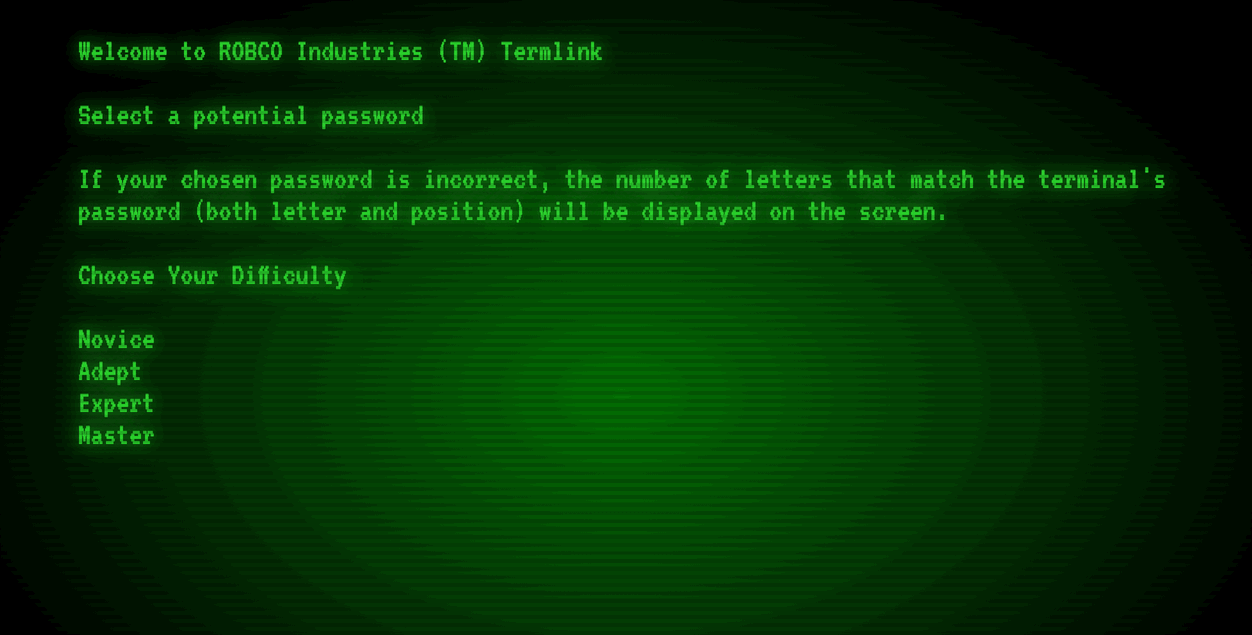 Welcome to ROBCO Industries (TM) Termlink
Select a potential password
If your chosen password is incorrect, the number of letters that match the terminal's
password (both letter and position) will be displayed on the screen.
Choose Your Difficulty
Novice
Adept
Expert
Master